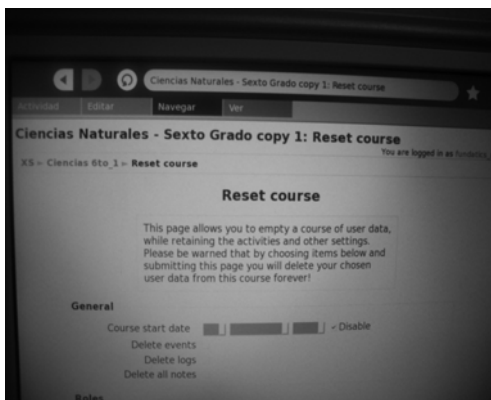 Ciencias Naturales - Sexto Grado copy 1: Reset course
Actividad Editar Navegar Ver
Ciencias Naturales - Sexto Grado copy 1: Reset course
You are logged in as
XS ► Ciencias 6to_1 ► Reset course
Reset course
This page allows you to empty a course of user data,
while retaining the activities and other settings.
Please be warned that by choosing items below and
submitting this page you will delete your chosen
user data from this course forever!
General
Course start date Disable
Delete events
Delete logs
Delete all notes
Roles